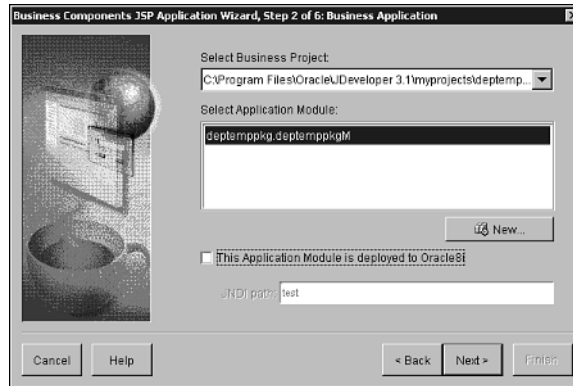 Business Components JSP Application Wizard, Step 2 of 6: Business Application
Select Business Project:
C:\Program Files\Oracle\JDeveloper 3.1\myprojects\deptemp...
Select Application Module:
deptemppkg.deptemppkgM
New...
This Application Module is deployed to Oracle8i
JNDI path: test
Cancel Help < Back Next > Finish